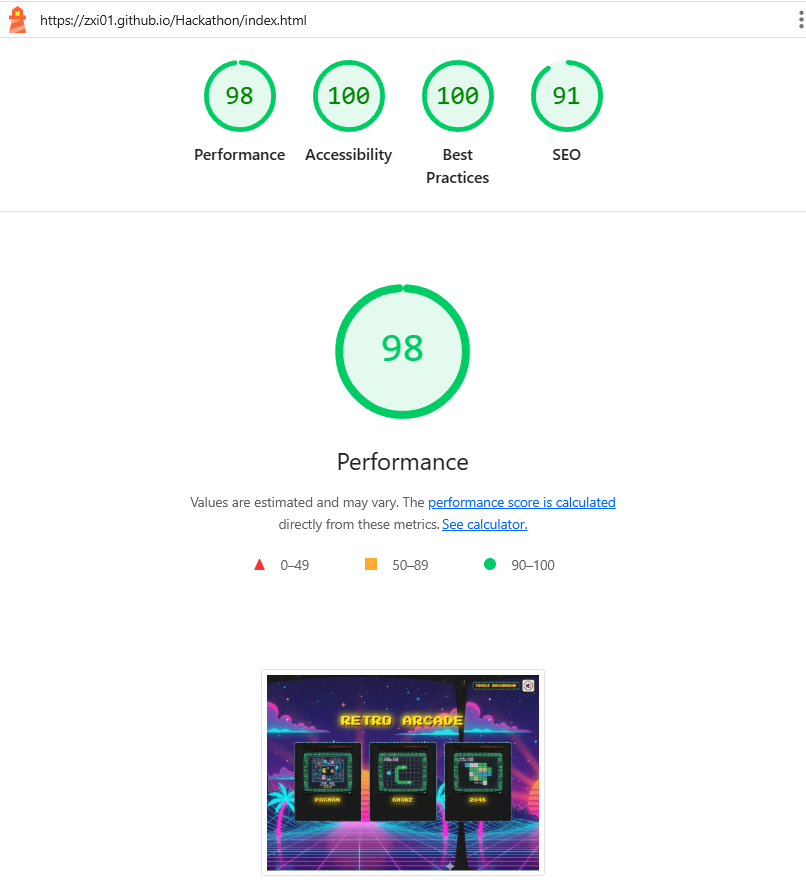 https://zxi01.github.io/Hackathon/index.html
98
100
100
91
Performance
Accessibility
Best
Practices
SEO
98
Performance
Values are estimated and may vary. The performance score is calculated
directly from these metrics. See calculator.
0–49
50–89
90–100
TOGGLE BACKGROUND
RETRO ARCADE
PACMAN
SNAKE
2048